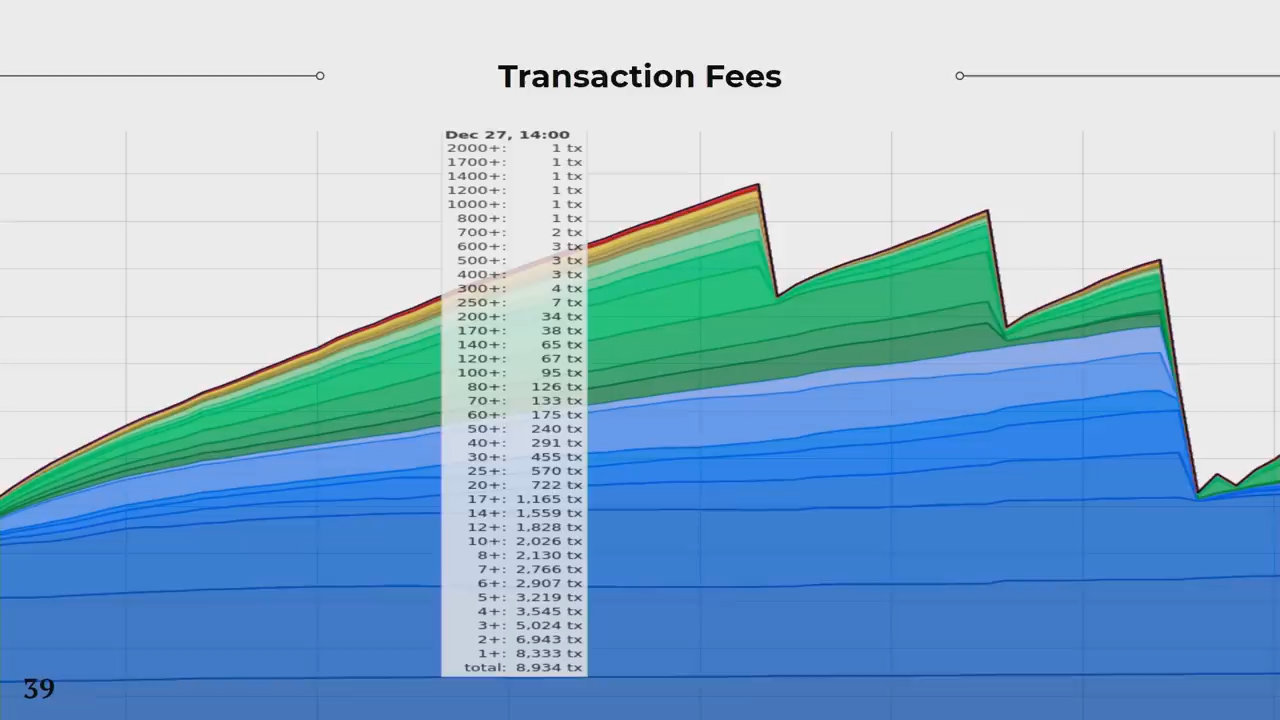 Transaction Fees
Dec 27, 14:00
2000+: 1 tx
1700+: 1 tx
1400+: 1 tx
1200+: 1 tx
1000+: 1 tx
800+: 1 tx
700+: 2 tx
600+: 3 tx
500+: 3 tx
400+: 3 tx
300+: 4 tx
250+: 7 tx
200+: 34 tx
170+: 38 tx
140+: 65 tx
120+: 67 tx
100+: 95 tx
80+: 126 tx
70+: 133 tx
60+: 175 tx
50+: 240 tx
40+: 291 tx
30+: 455 tx
25+: 570 tx
20+: 722 tx
17+: 1,165 tx
14+: 1,559 tx
12+: 1,828 tx
10+: 2,026 tx
8+: 2,130 tx
7+: 2,766 tx
6+: 2,907 tx
5+: 3,219 tx
4+: 3,545 tx
3+: 5,024 tx
2+: 6,943 tx
1+: 8,333 tx
total: 8,934 tx
39